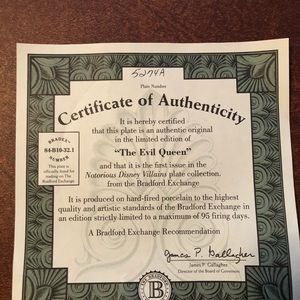 5274A
Plate Number
Certificate of Authenticity
It is hereby certified
that this plate is an authentic original
in the limited edition of
"The Evil Queen"
and that it is the first issue in the
Notorious Disney Villains plate collection.
from the Bradford Exchange
BRADEX®
84-B10-32.1
NUMBER
This plate is
officially listed for
trading on The
Bradford Exchange
It is produced on hard-fired porcelain to the highest
quality and artistic standards of the Bradford Exchange in
an edition strictly limited to a maximum of 95 firing days.
A Bradford Exchange Recommendation
James P. Gallagher
James P. Gallagher
Director of the Board of Governors
B